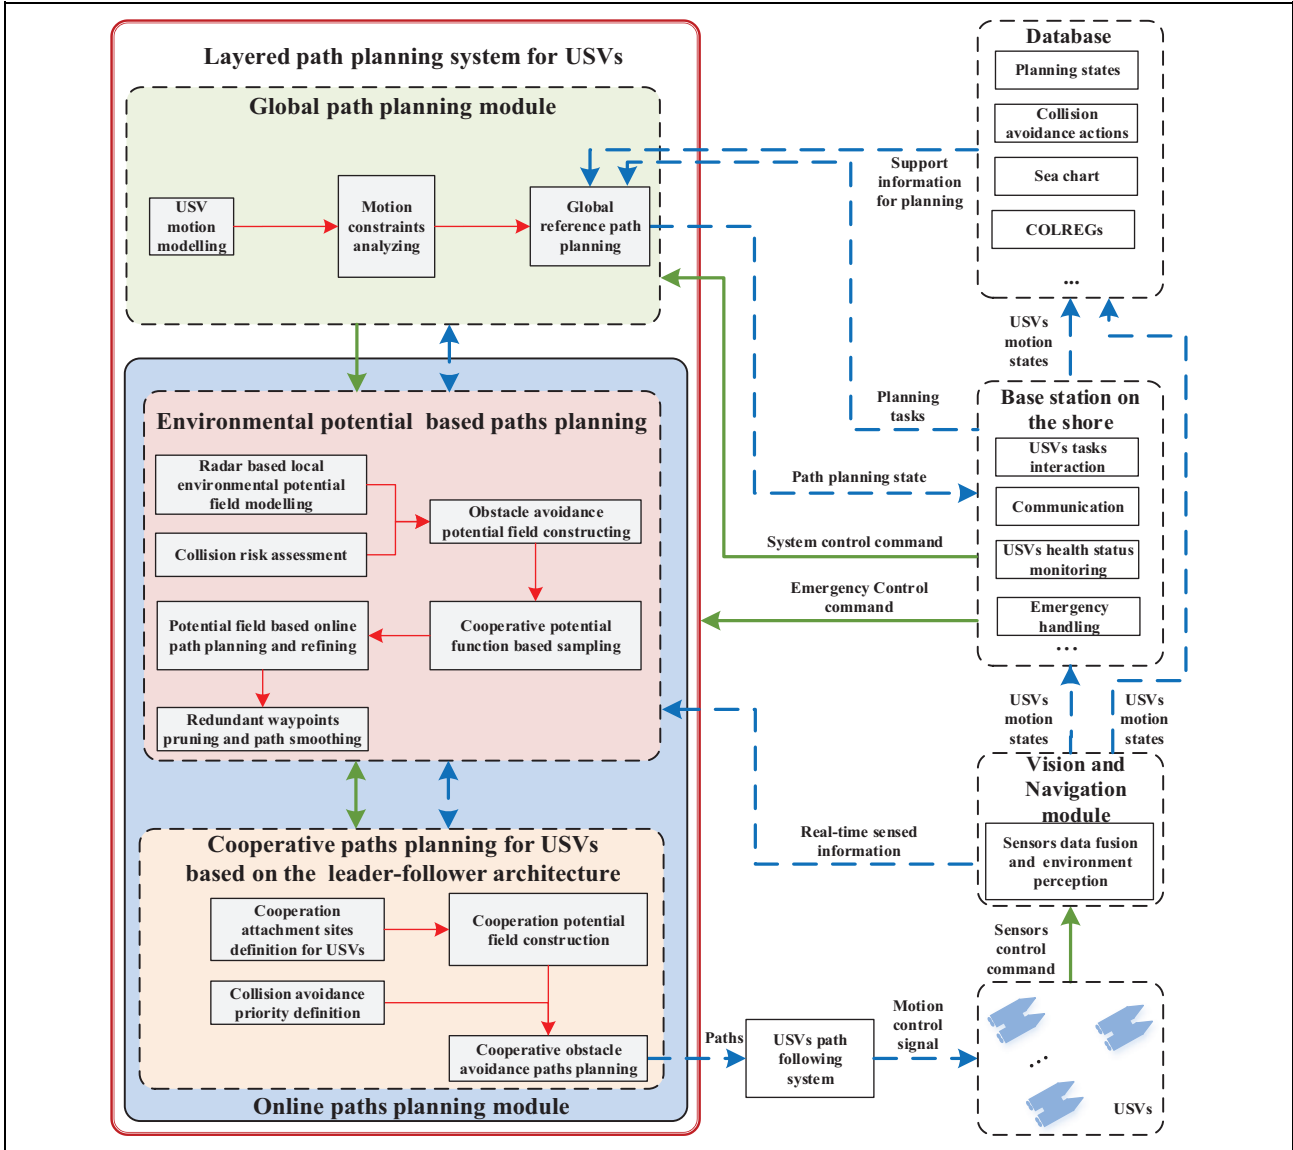 Layered path planning system for USVs
Global path planning module
USV
motion
modelling
Motion
constraints
analyzing
Global
reference path
planning
Environmental potential based paths planning
Radar based local
environmental potential
field modelling
Collision risk assessment
Obstacle avoidance
potential field constructing
Potential field based online
path planning and refining
Cooperative potential
function based sampling
Redundant waypoints
pruning and path smoothing
Cooperative paths planning for USVs
based on the leader-follower architecture
Cooperation
attachment sites
definition for USVs
Cooperation potential
field construction
Collision avoidance
priority definition
Cooperative obstacle
avoidance paths planning
Online paths planning module
Database
Planning states
Collision
avoidance actions
Sea chart
COLREGs
...
Support
information
for planning
USVs
motion
states
Planning
tasks
Path planning state
System control command
Emergency Control
command
Base station on
the shore
USVs tasks
interaction
Communication
USVs health status
monitoring
Emergency
handling
...
USVs
motion
states
USVs
motion
states
Vision and
Navigation
module
Sensors data fusion
and environment
perception
Real-time sensed
information
Sensors
control
command
Paths
USVs path
following
system
Motion
control
signal
...
USVs